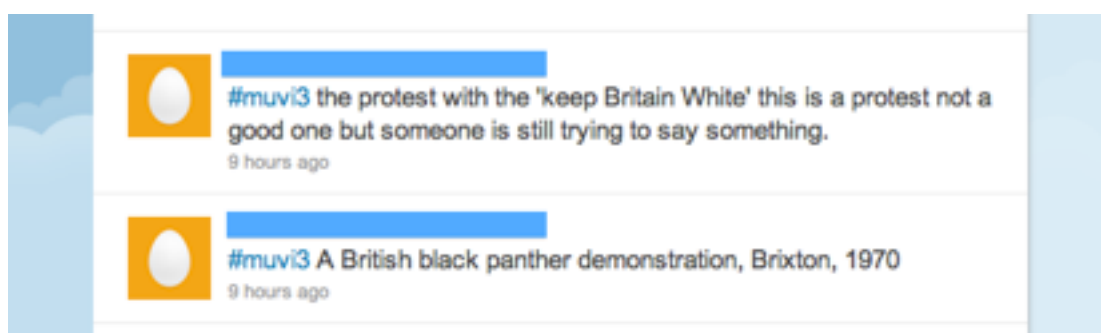 #muvi3 the protest with the 'keep Britain White' this is a protest not a
good one but someone is still trying to say something.
9 hours ago
#muvi3 A British black panther demonstration, Brixton, 1970
9 hours ago